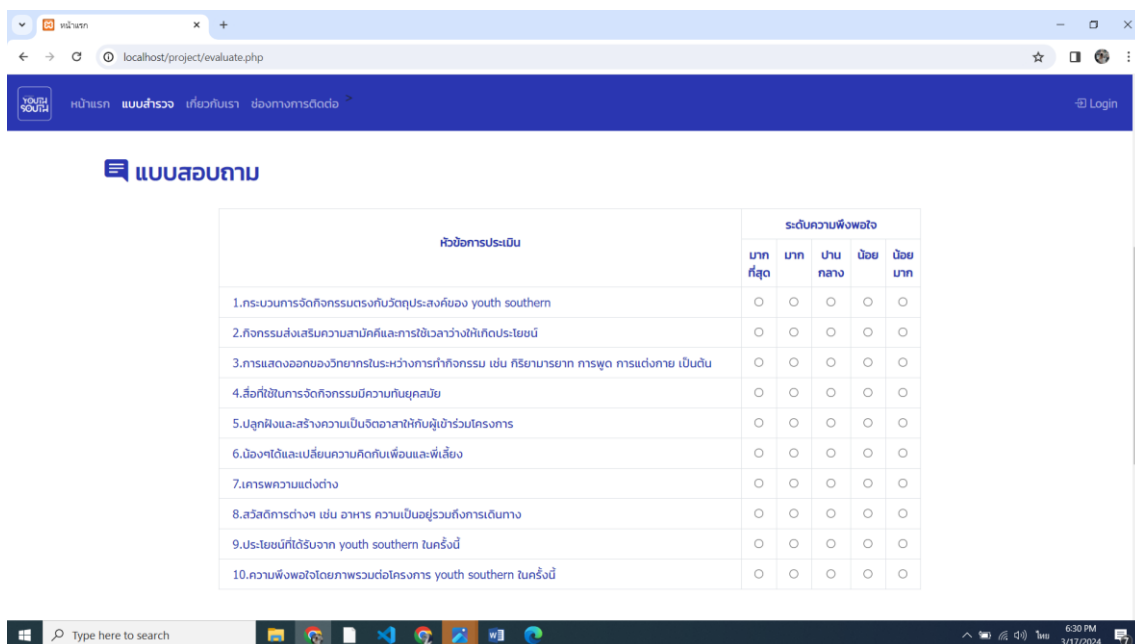 หน้าแรก
localhost/project/evaluate.php
YOUTH
SOUTH
หน้าแรก แบบสำรวจ เกี่ยวกับเรา ช่องทางการติดต่อ >
Login
แบบสอบถาม
หัวข้อการประเมิน
ระดับความพึงพอใจ
มากที่สุด มาก ปานกลาง น้อย น้อยมาก
1.กระบวนการจัดกิจกรรมตรงกับวัตถุประสงค์ของ youth southern
2.กิจกรรมส่งเสริมความสามัคคีและการใช้เวลาว่างให้เกิดประโยชน์
3.การแสดงออกของวิทยากรในระหว่างการทำกิจกรรม เช่น กิริยามารยาท การพูด การแต่งกาย เป็นต้น
4.สื่อที่ใช้ในการจัดกิจกรรมมีความทันยุคสมัย
5.ปลูกฝังและสร้างความเป็นจิตอาสาให้กับผู้เข้าร่วมโครงการ
6.น้องๆได้และเปลี่ยนความคิดกับเพื่อนและพี่เลี้ยง
7.เคารพความแต่งต่าง
8.สวัสดิการต่างๆ เช่น อาหาร ความเป็นอยู่รวมถึงการเดินทาง
9.ประโยชน์ที่ได้รับจาก youth southern ในครั้งนี้
10.ความพึงพอใจโดยภาพรวมต่อโครงการ youth southern ในครั้งนี้
Type here to search
ไทย
6:30 PM
3/17/2024